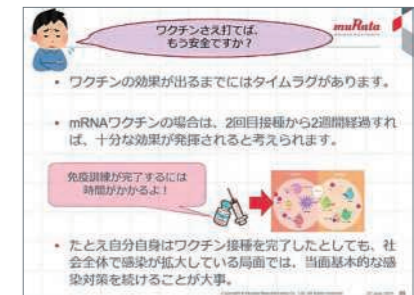 ワクチンさえ打てば、
もう安全ですか？
muRata
• ワクチンの効果が出るまでにはタイムラグがあります。
• mRNAワクチンの場合は、2回目接種から2週間経過すれ
ば、十分な効果が発揮されると考えられます。
免疫訓練が完了するには
時間がかかるよ！
• たとえ自分自身はワクチン接種を完了したとしても、社
会全体で感染が拡大している局面では、当面基本的な感
染対策を続けることが大事。